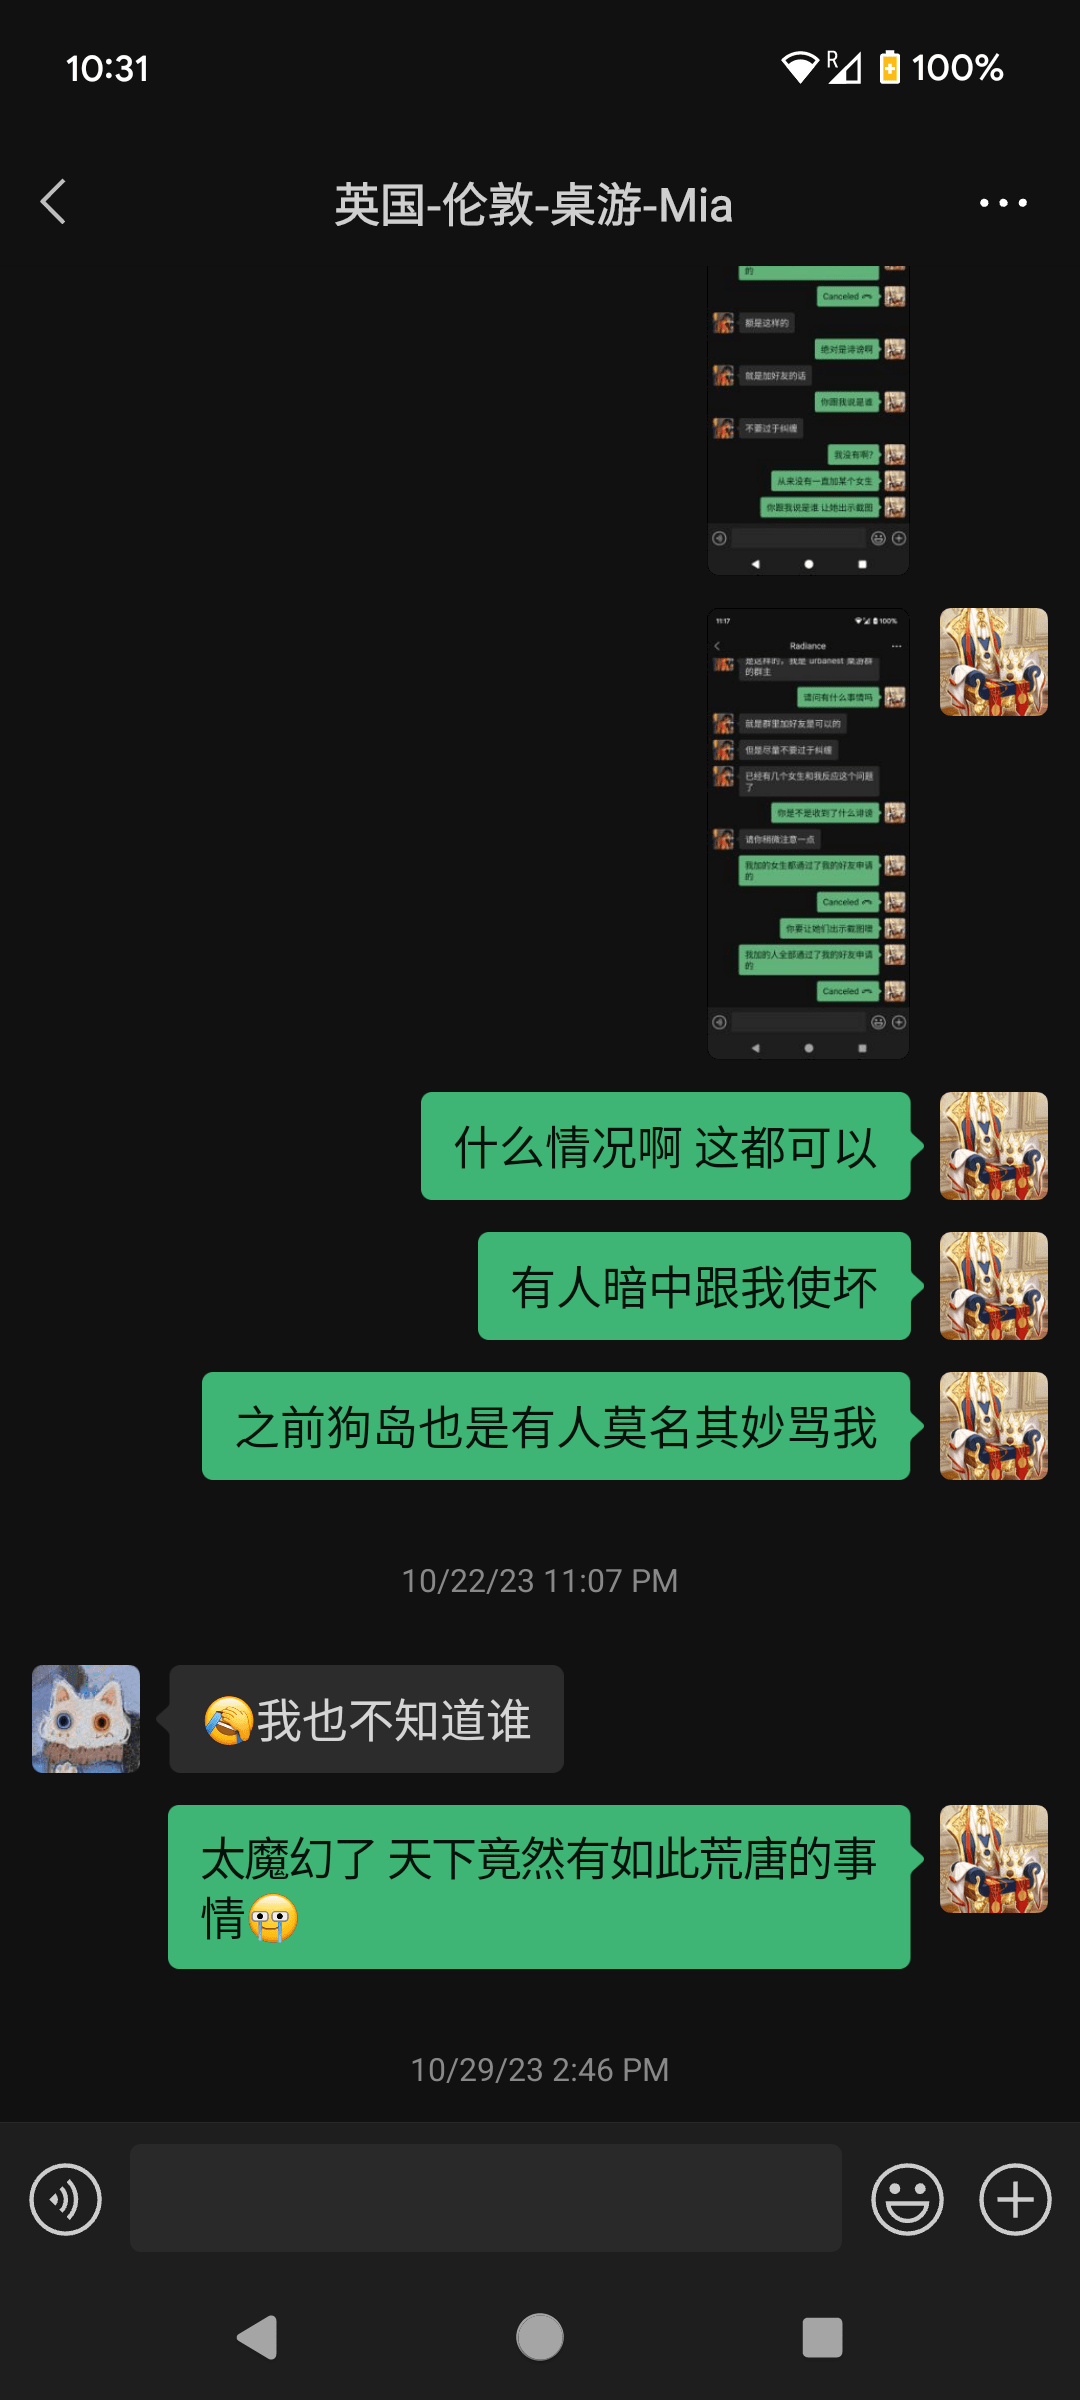 10:31
R
100%
英国-伦敦-桌游-Mia
的
Canceled
额是这样的
绝对是诽谤啊
就是加好友的话
你跟我说是谁
不要过于纠缠
我没有啊?
从来没有一直加某个女生
你跟我说是谁 让她出示截图
11:17
100%
Radiance
是这样的，我是 urbanest 桌游群
的群主
请问有什么事情吗
就是群里加好友是可以的
但是尽量不要过于纠缠
已经有几个女生和我反应这个问题
了
你是不是收到了什么诽谤
请你稍微注意一点
我加的女生都通过了我的好友申请
的
Canceled
你要让她们出示截图噢
我加的人全部通过了我的好友申请
的
Canceled
什么情况啊 这都可以
有人暗中跟我使坏
之前狗岛也是有人莫名其妙骂我
10/22/23 11:07 PM
我也不知道谁
太魔幻了 天下竟然有如此荒唐的事
情
10/29/23 2:46 PM